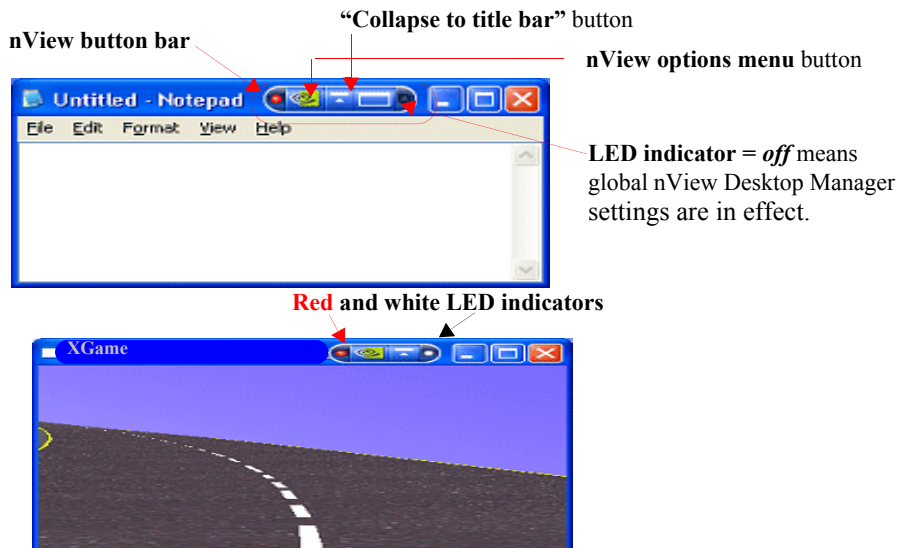 “Collapse to title bar” button
nView button bar
nView options menu button
Untitled - Notepad
File Edit Format View Help
LED indicator = off means
global nView Desktop Manager
settings are in effect.
Red and white LED indicators
XGame